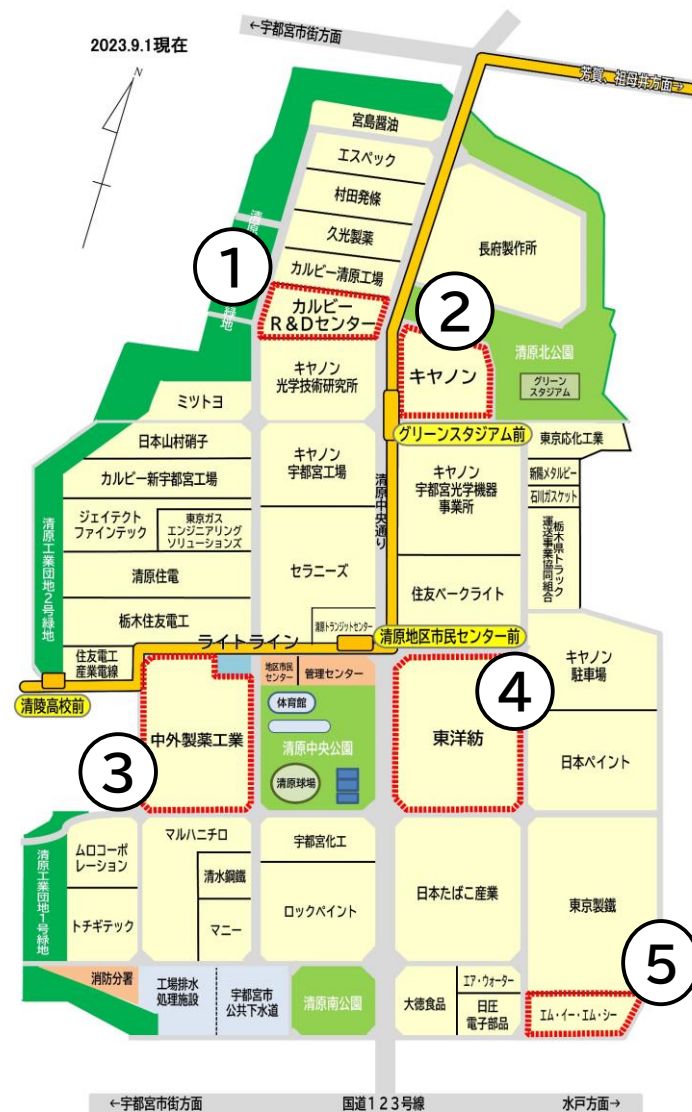 ←宇都宮市街方面
2023.9.1現在
N
芳賀、祖母井方面→
宮島醤油
エスペック
村田発條
久光製薬
カルビー清原工場
長府製作所
①
カルビー
R&Dセンター
②
キヤノン
清原北公園
グリーン
スタジアム
キヤノン
光学技術研究所
ミツトヨ
グリーンスタジアム前
日本山村硝子
キヤノン
宇都宮工場
清原中央通り
キヤノン
宇都宮光学機器
事業所
東京応化工業
カルビー新宇都宮工場
新陽メタルビー
石川ガスケット
清原工業団地2号緑地
ジェイテクト
ファインテック
東京ガス
エンジニアリング
ソリューションズ
栃木県トラック
運送事業協同組合
清原住電
セラニーズ
住友ベークライト
栃木住友電工
清原トランジットセンター
ライトライン
清原地区市民センター前
住友電工
産業電線
清陵高校前
地区市民
センター
管理センター
キヤノン
駐車場
体育館
④
③
中外製薬工業
清原中央公園
東洋紡
日本ペイント
清原球場
清原工業団地1号緑地
ムロコーポ
レーション
マルハニチロ
宇都宮化工
清水鋼鐵
日本たばこ産業
東京製鐵
トチギテック
マニー
ロックペイント
⑤
消防分署
工場排水
処理施設
宇都宮市
公共下水道
清原南公園
大徳食品
エア・ウォーター
日圧
電子部品
エム・イー・エム・シー
←宇都宮市街方面
国道123号線
水戸方面→